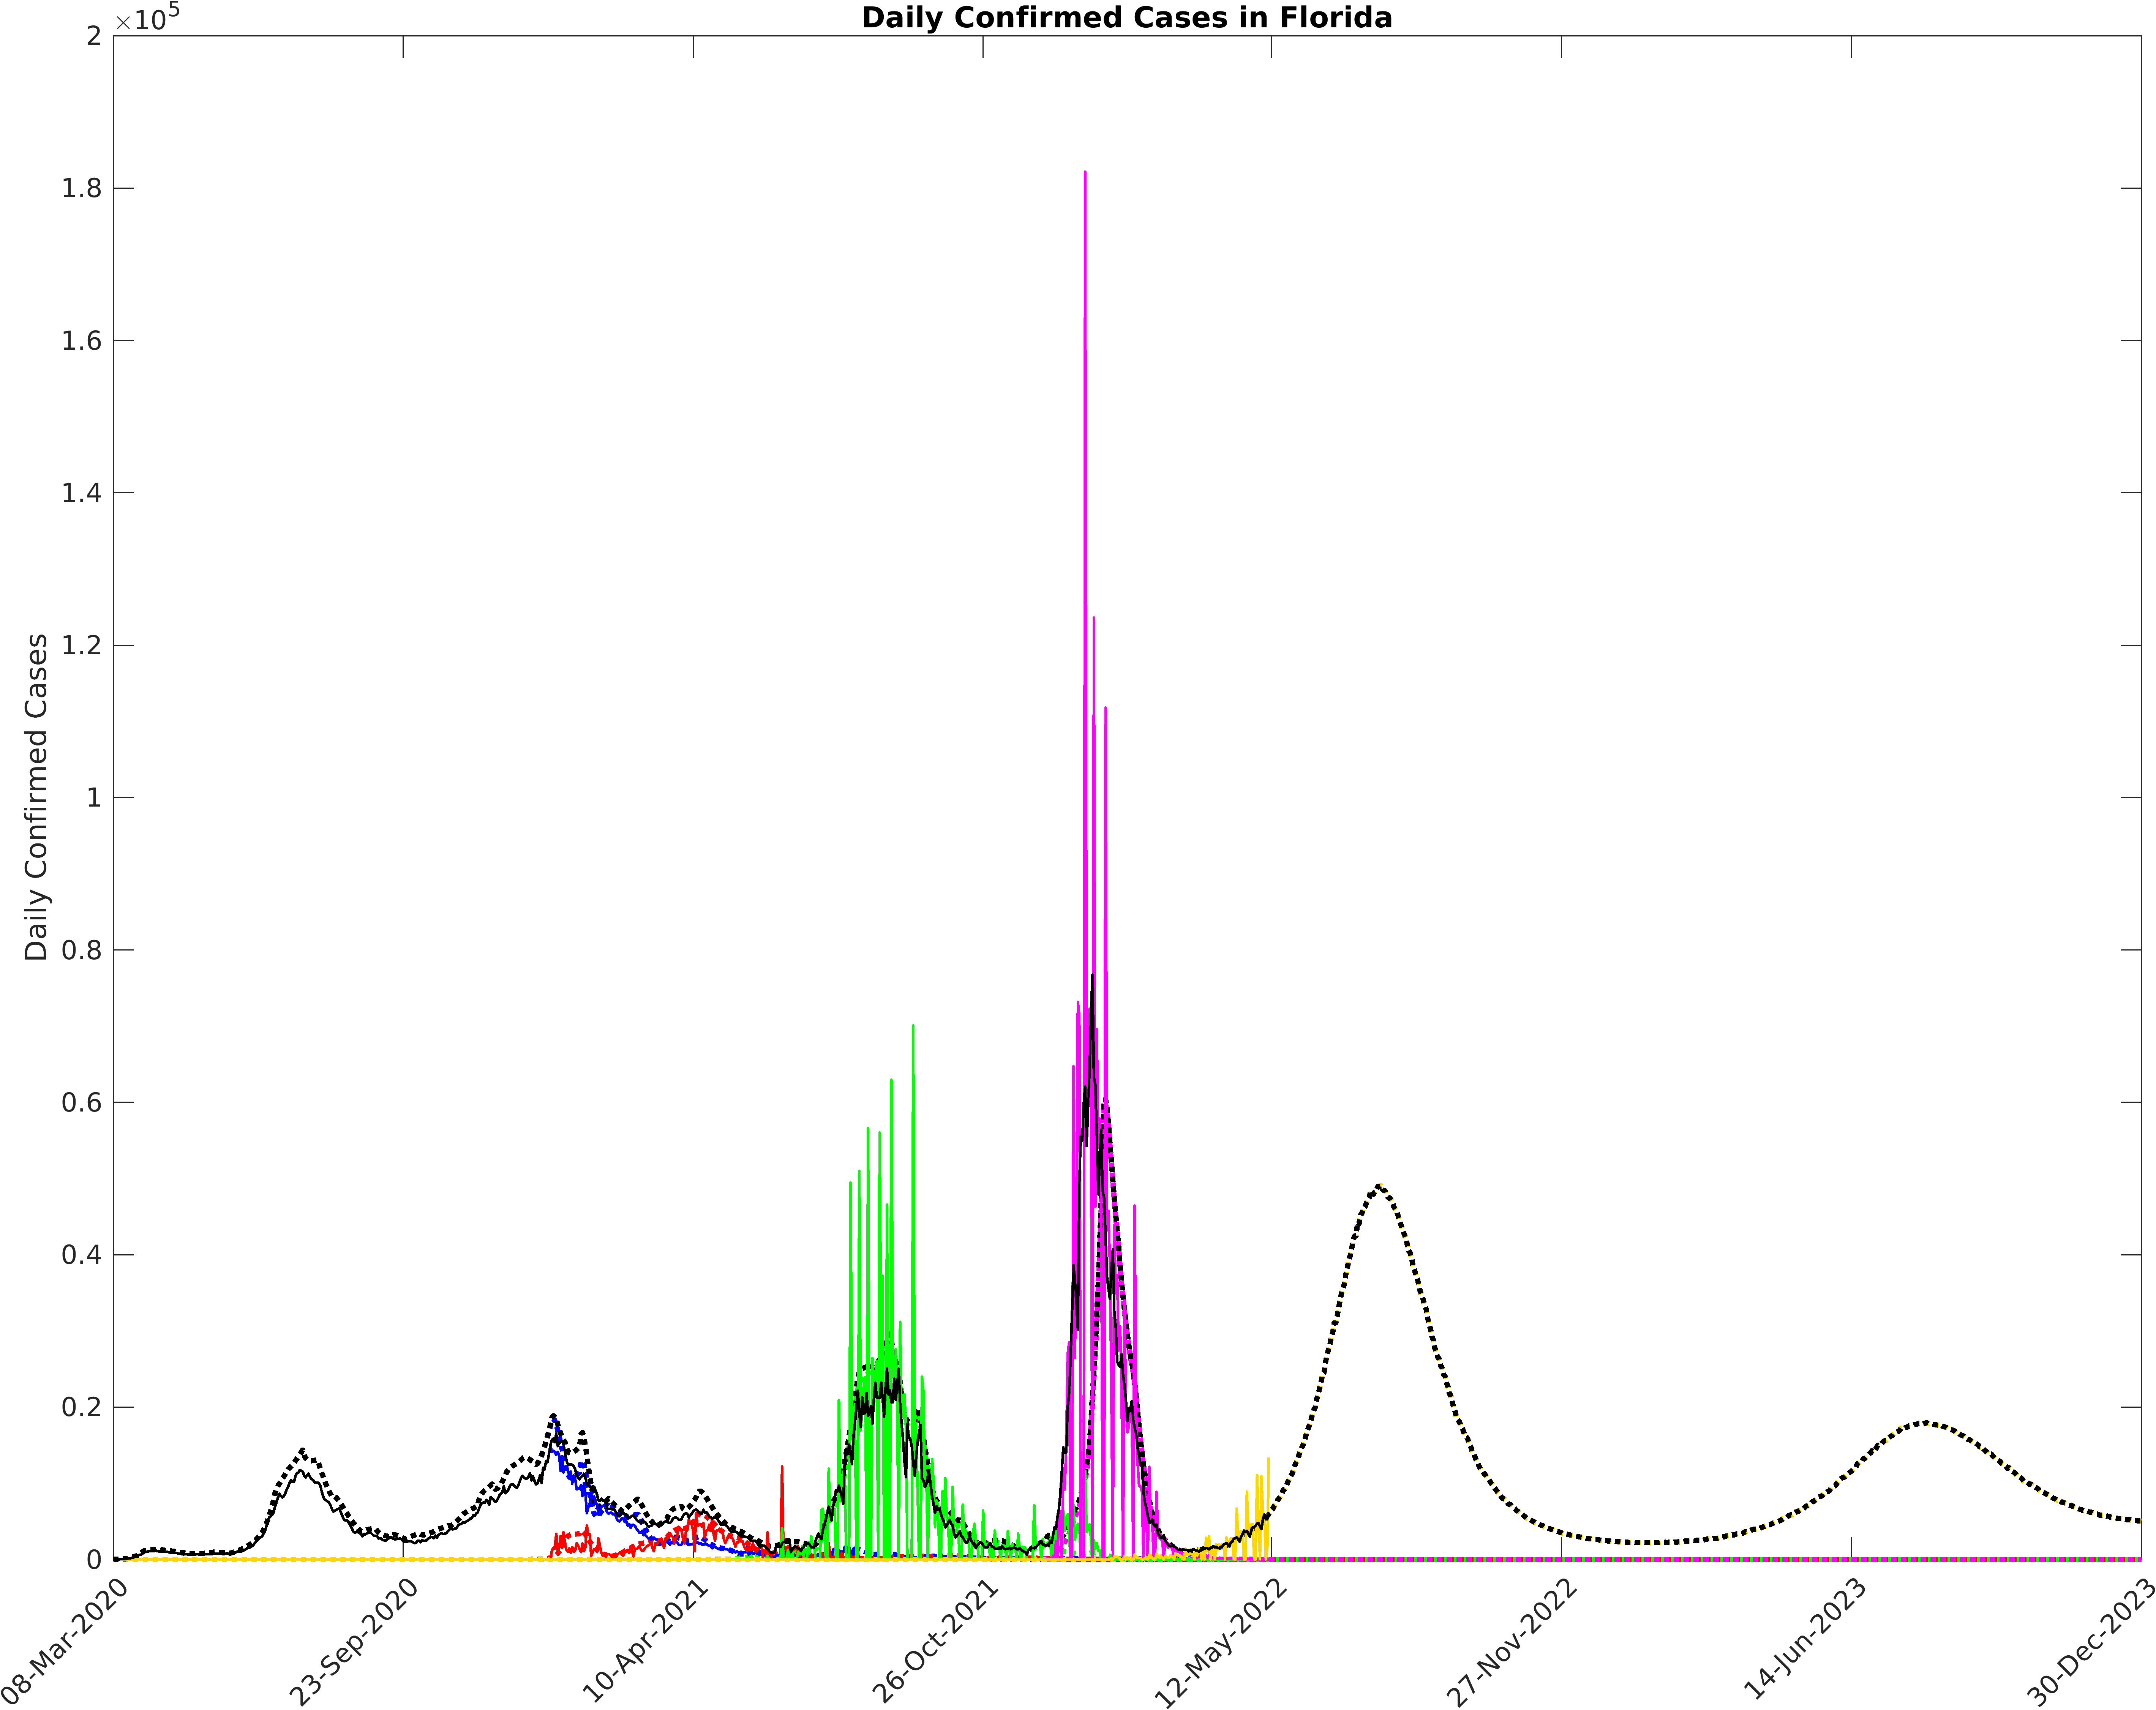 Daily Confirmed Cases in Florida
×10^5
2
1.8
1.6
1.4
1.2
1
0.8
0.6
0.4
0.2
0
Daily Confirmed Cases
08-Mar-2020
23-Sep-2020
10-Apr-2021
26-Oct-2021
12-May-2022
27-Nov-2022
14-Jun-2023
30-Dec-2023